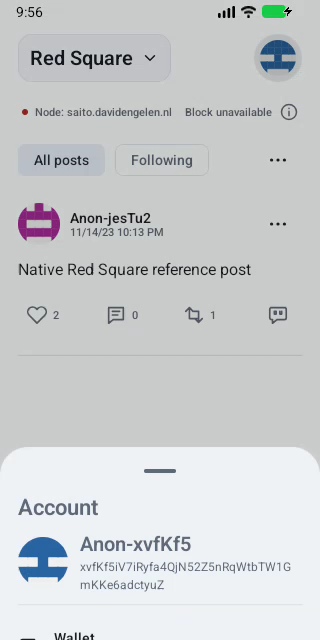 9:56
Red Square
Node: saito.davidengelen.nl Block unavailable
All posts Following
Anon-jesTu2
11/14/23 10:13 PM
Native Red Square reference post
2 0 1
Account
Anon-xvfKf5
xvfKf5iV7iRyfa4QjN52Z5nRqWtbTW1G
mKKe6adctyuZ
Wallet